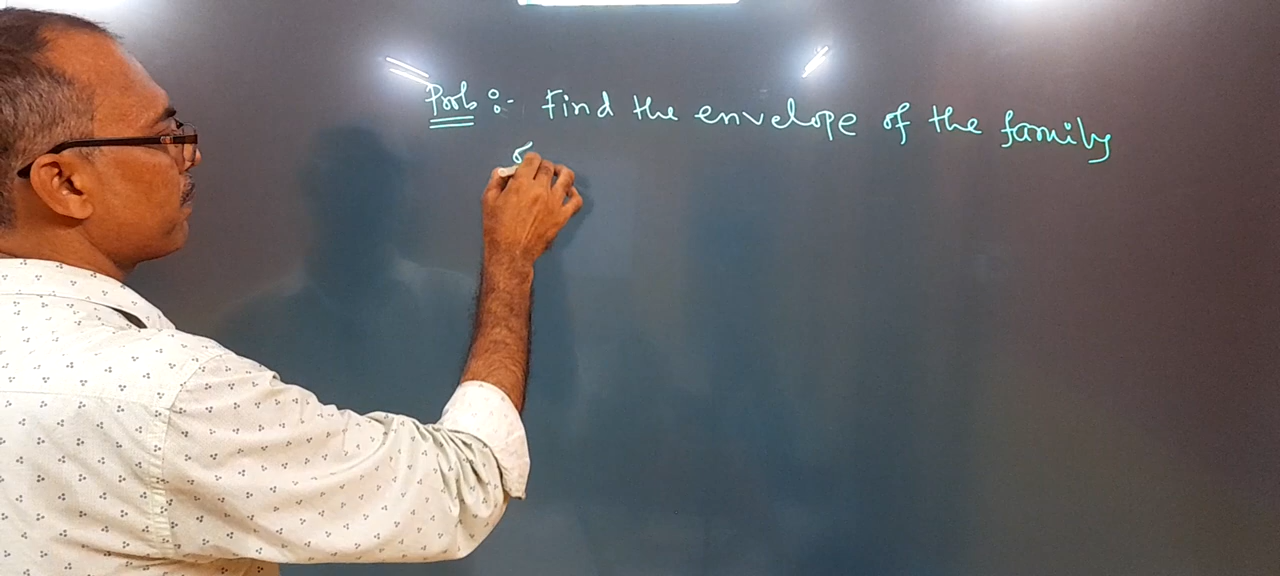 Prob :- Find the envelope of the family